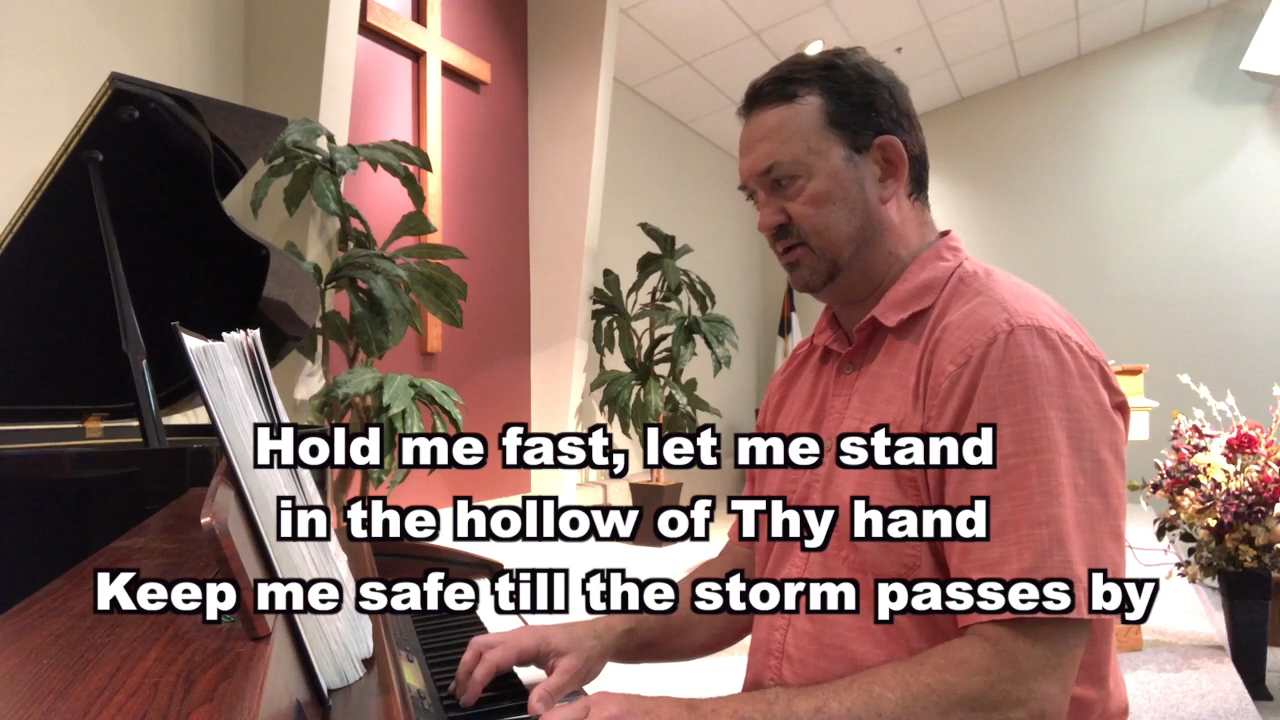 Hold me fast, let me stand
in the hollow of Thy hand
Keep me safe till the storm passes by